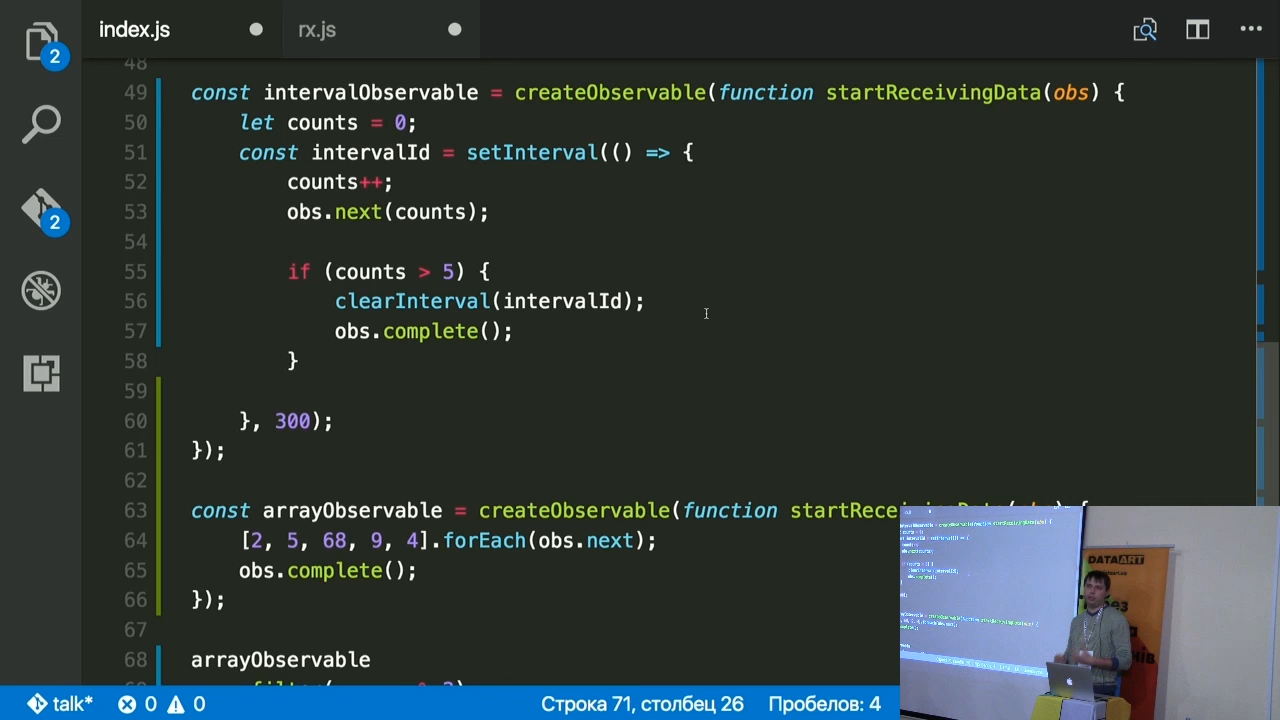 index.js
rx.js
2
2
48
49 const intervalObservable = createObservable(function startReceivingData(obs) {
50 let counts = 0;
51 const intervalId = setInterval(() => {
52 counts++;
53 obs.next(counts);
54
55 if (counts > 5) {
56 clearInterval(intervalId);
57 obs.complete();
58 }
59
60 }, 300);
61 });
62
63 const arrayObservable = createObservable(function
64 [2, 5, 68, 9, 4].forEach(obs.next);
65 obs.complete();
66 });
67
68 arrayObservable
talk* 0 0 Строка 71, столбец 26 Пробелов: 4
DATAART